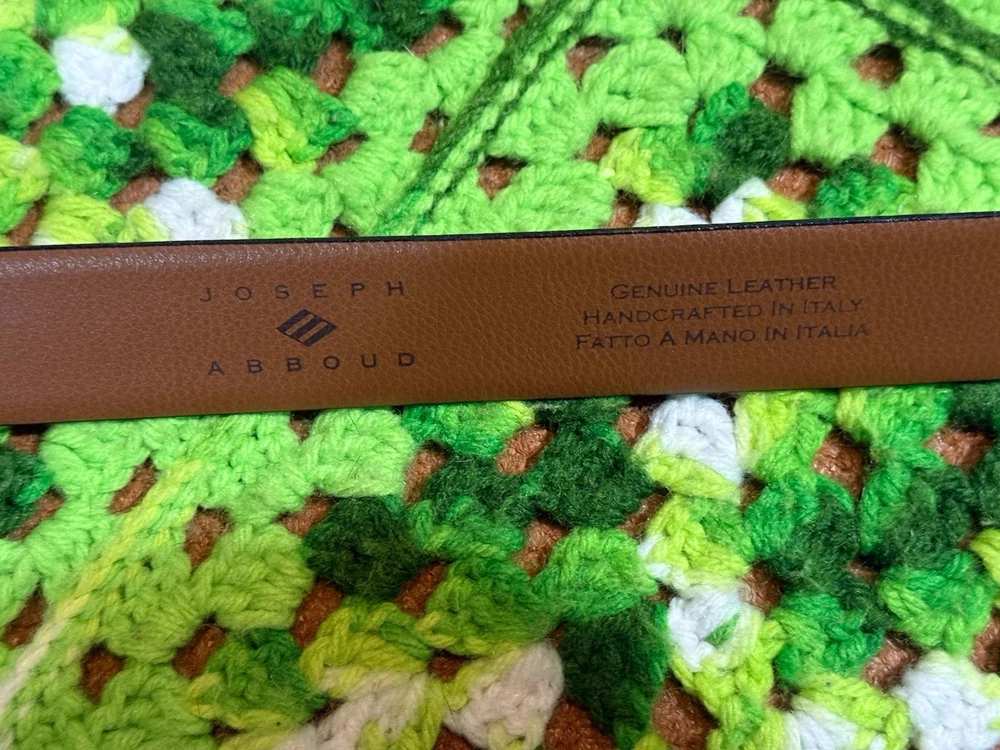 JOSEPH
ABBOUD
GENUINE LEATHER
HANDCRAFTED IN ITALY
FATTO A MANO IN ITALIA